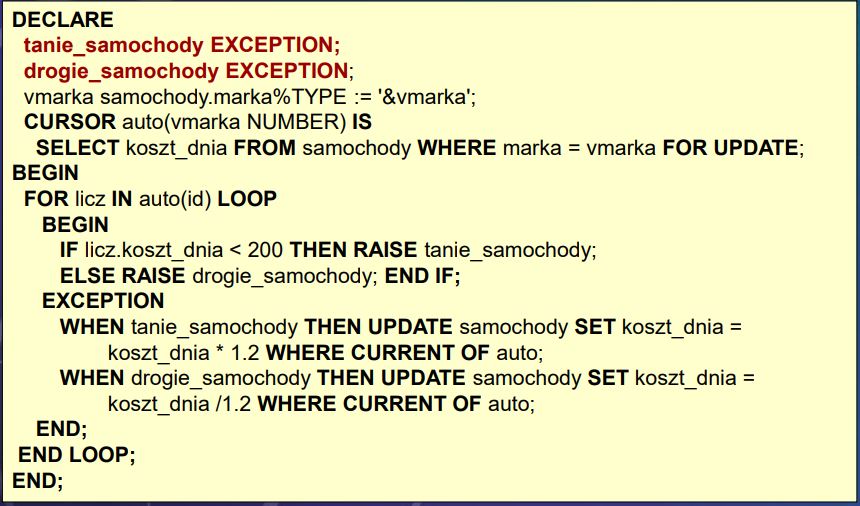 DECLARE
tanie_samochody EXCEPTION;
drogie_samochody EXCEPTION;
vmarka samochody.marka%TYPE := '&vmarka';
CURSOR auto(vmarka NUMBER) IS
SELECT koszt_dnia FROM samochody WHERE marka = vmarka FOR UPDATE;
BEGIN
FOR licz IN auto(id) LOOP
BEGIN
IF licz.koszt_dnia < 200 THEN RAISE tanie_samochody;
ELSE RAISE drogie_samochody; END IF;
EXCEPTION
WHEN tanie_samochody THEN UPDATE samochody SET koszt_dnia =
koszt_dnia * 1.2 WHERE CURRENT OF auto;
WHEN drogie_samochody THEN UPDATE samochody SET koszt_dnia =
koszt_dnia /1.2 WHERE CURRENT OF auto;
END;
END LOOP;
END;